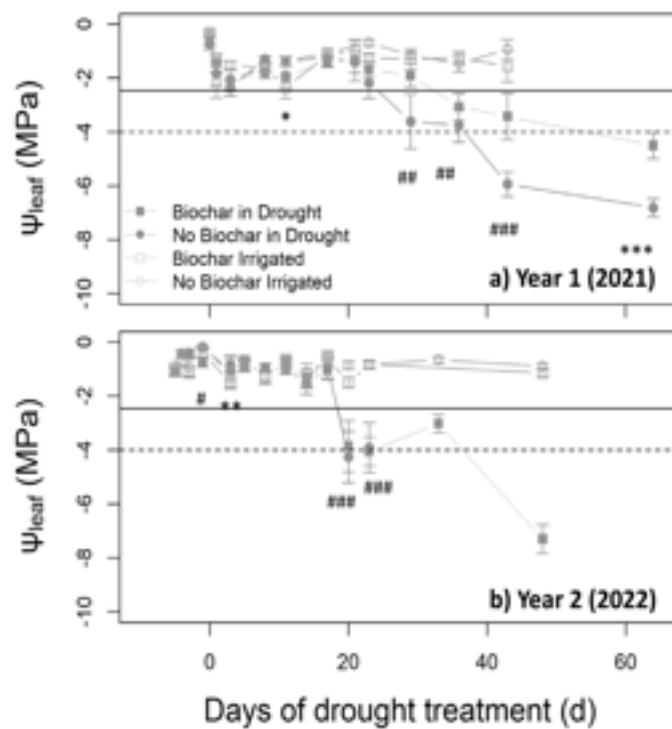 0
-2
-4
-6
-8
-10
Ψleaf (MPa)
*
##
##
###
***
Biochar in Drought
No Biochar in Drought
Biochar Irrigated
No Biochar Irrigated
a) Year 1 (2021)
0
-2
-4
-6
-8
-10
Ψleaf (MPa)
#
**
###
###
b) Year 2 (2022)
0 20 40 60
Days of drought treatment (d)